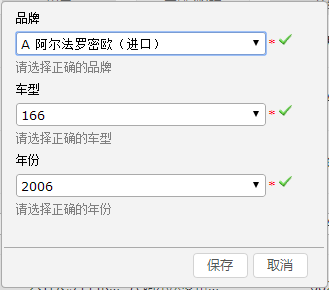 品牌
A 阿尔法罗密欧（进口）
*
请选择正确的品牌
车型
166
*
请选择正确的车型
年份
2006
*
请选择正确的年份
保存 取消